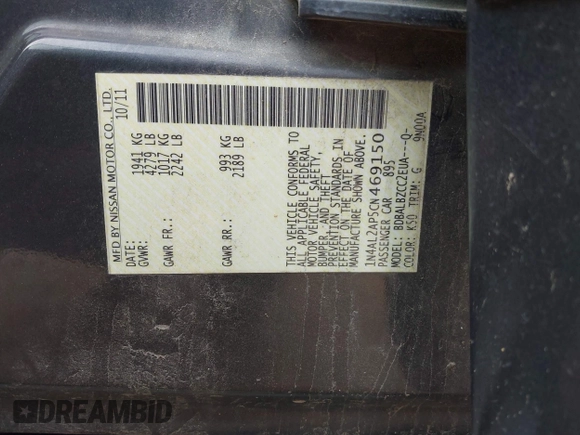 MFD BY NISSAN MOTOR CO., LTD.
DATE: 10/11
GVWR: 1941 KG
4279 LB
GAWR FR.: 1017 KG
2242 LB
GAWR RR.: 993 KG
2189 LB
THIS VEHICLE CONFORMS TO
ALL APPLICABLE FEDERAL
MOTOR VEHICLE SAFETY,
BUMPER, AND THEFT
PREVENTION STANDARDS IN
EFFECT ON THE DATE OF
MANUFACTURE SHOWN ABOVE.
1N4AL2AP5CN469150
PASSENGER CAR 895
MODEL: BDBALBZCC2EUA---Q-
COLOR: K50 TRIM: G 9N00A
DREAMBID